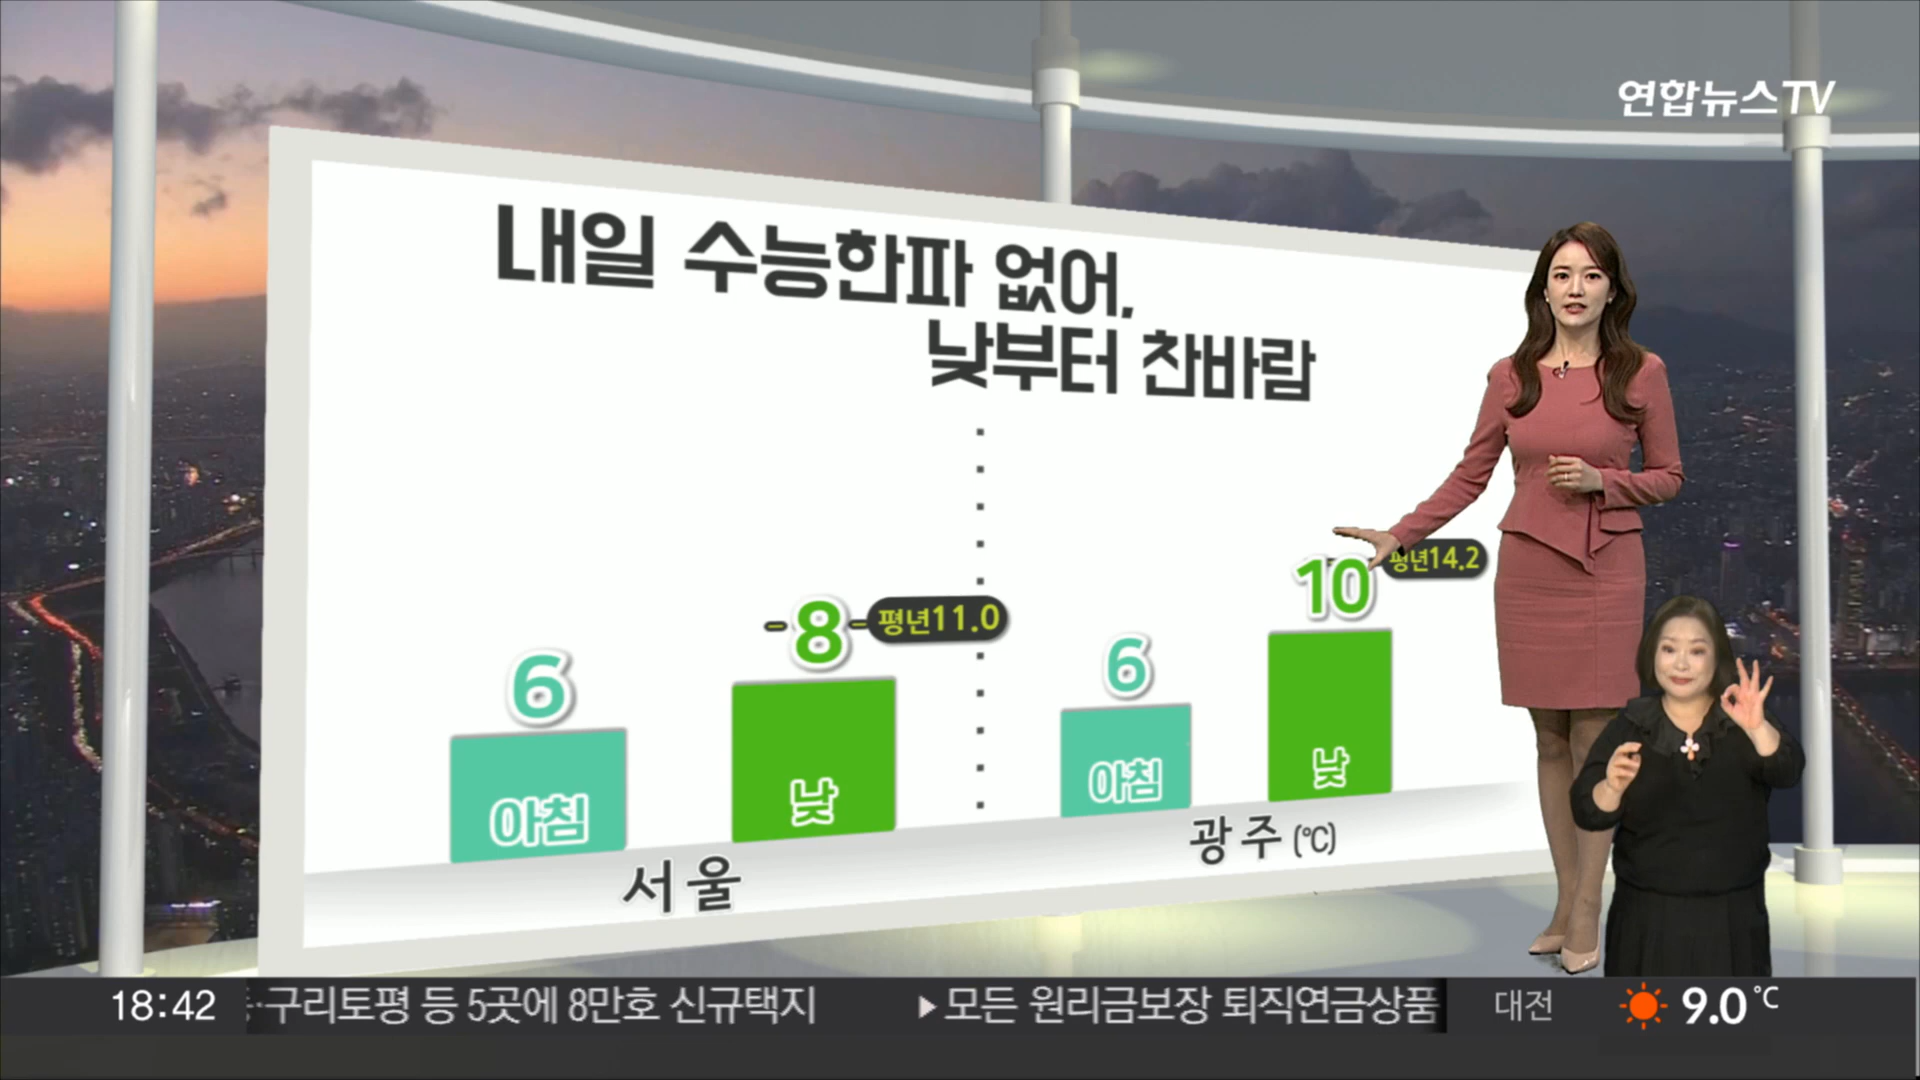 연합뉴스TV
내일 수능한파 없어,
낮부터 찬바람
6
아침
8
평년11.0
낮
6
아침
10
평년14.2
낮
서울
광주 (℃)
18:42
·구리토평 등 5곳에 8만호 신규택지
▶모든 원리금보장 퇴직연금상품
대전
9.0℃